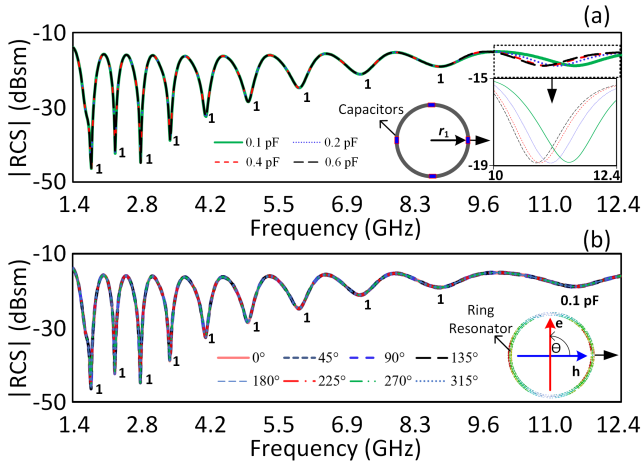 (a)
-10
-30
-50
|RCS| (dBsm)
1 1 1 1 1 1 1 1 1
Capacitors
r1
0.1 pF 0.2 pF
0.4 pF 0.6 pF
-15
-19
10 12.4
1.4 2.8 4.2 5.5 6.9 8.3 9.6 11.0 12.4
Frequency (GHz)
(b)
-10
-30
-50
|RCS| (dBsm)
1 1 1 1 1 1 1 1 1
0.1 pF
Ring
Resonator
e
Θ
h
0° 45° 90° 135°
180° 225° 270° 315°
1.4 2.8 4.2 5.5 6.9 8.3 9.6 11.0 12.4
Frequency (GHz)